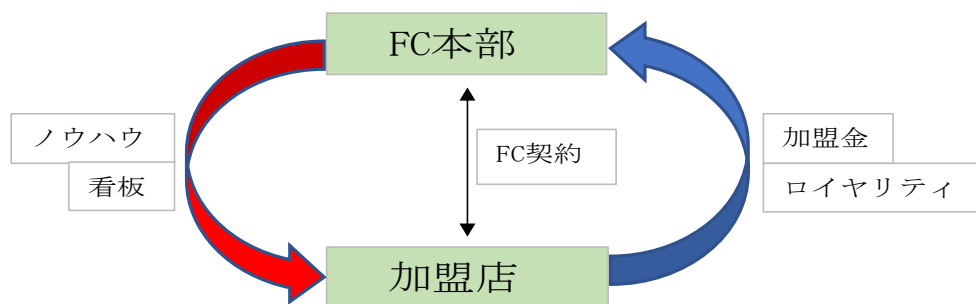 FC本部
ノウハウ
看板
FC契約
加盟金
ロイヤリティ
加盟店